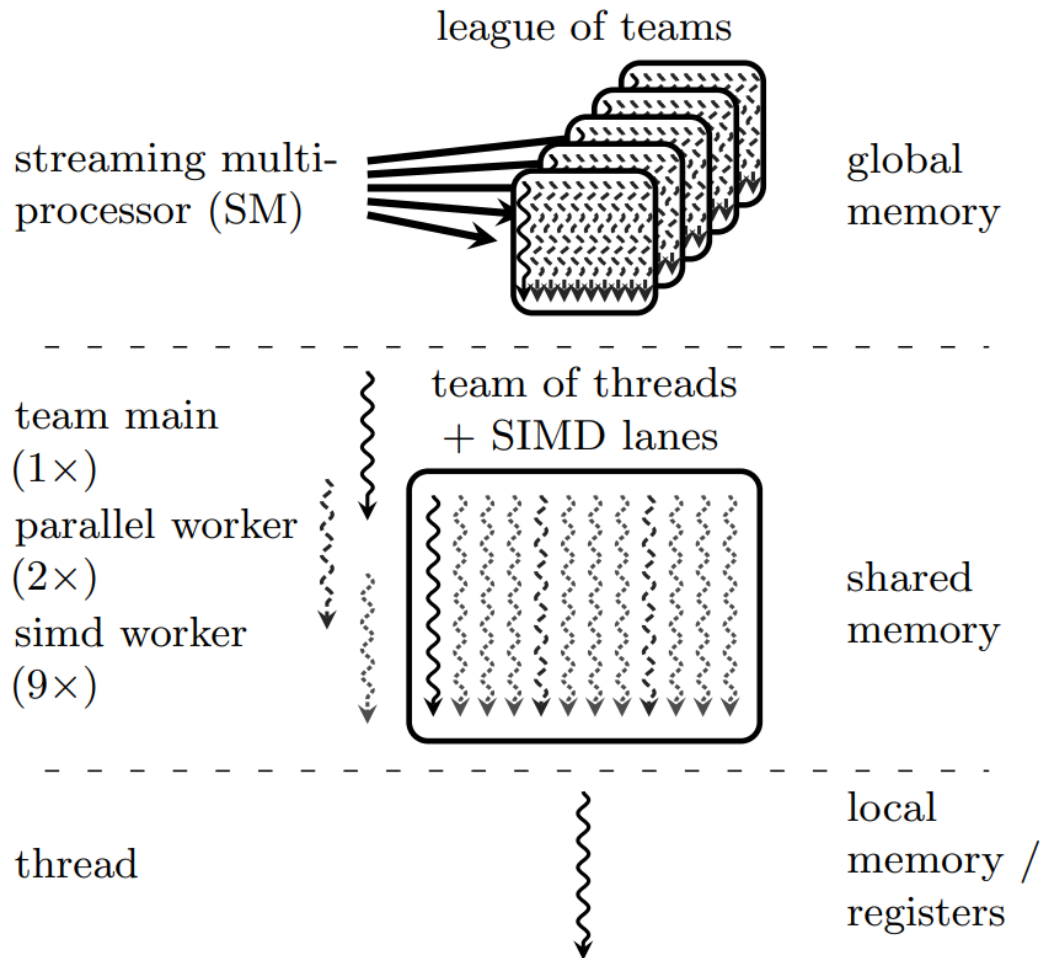 league of teams
streaming multi-
processor (SM)
global
memory
team of threads
+ SIMD lanes
team main
(1×)
parallel worker
(2×)
simd worker
(9×)
shared
memory
thread
local
memory /
registers